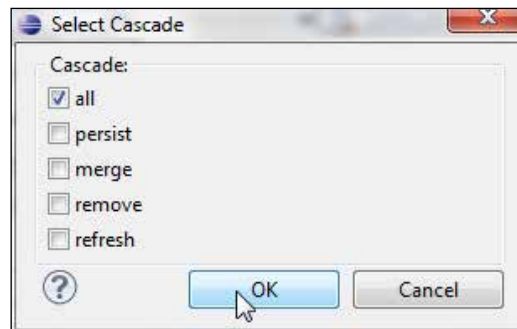 Select Cascade
Cascade:
all
persist
merge
remove
refresh
? OK Cancel